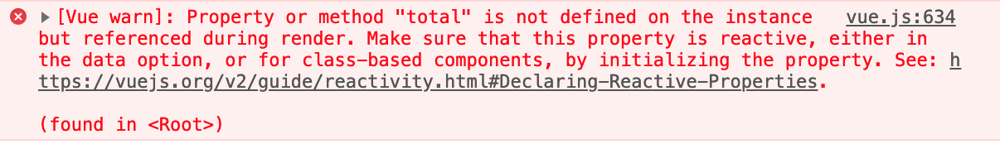 [Vue warn]: Property or method "total" is not defined on the instance vue.js:634
but referenced during render. Make sure that this property is reactive, either in
the data option, or for class-based components, by initializing the property. See: h
ttps://vuejs.org/v2/guide/reactivity.html#Declaring-Reactive-Properties.
(found in <Root>)